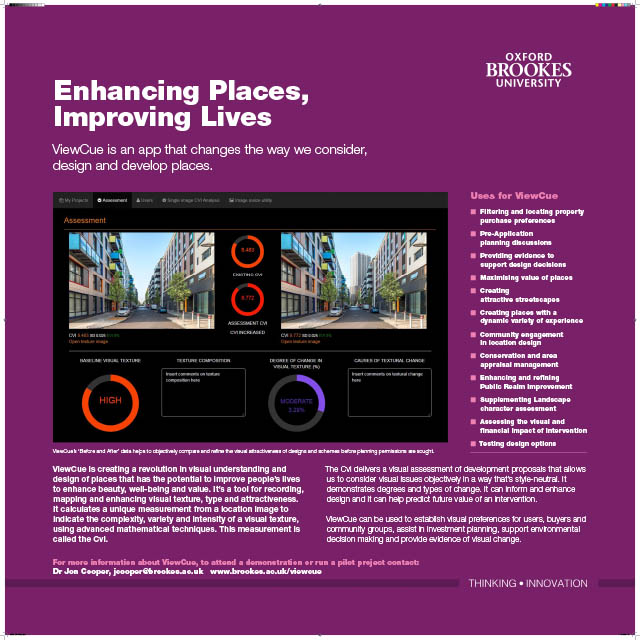 OXFORD
BROOKES
UNIVERSITY
Enhancing Places,
Improving Lives
ViewCue is an app that changes the way we consider,
design and develop places.
My Projects Assessment Users Single image CVI Analysis Image resize utility
Assessment
EXISTING CVI
ASSESSMENT CVI
CVI INCREASED
CVI
Open texture image
CVI
Open texture image
BASELINE VISUAL TEXTURE
HIGH
TEXTURE COMPOSITION
Insert comments on texture
composition here
DEGREE OF CHANGE IN
VISUAL TEXTURE (%)
MODERATE
CAUSES OF TEXTURAL CHANGE
Insert comments on textural change
here
ViewCue's 'Before and After' data helps to objectively compare and refine the visual attractiveness of designs and schemes before planning permissions are sought.
Uses for ViewCue
Filtering and locating property
purchase preferences
Pre-Application
planning discussions
Providing evidence to
support design decisions
Maximising value of places
Creating
attractive streetscapes
Creating places with a
dynamic variety of experience
Community engagement
in location design
Conservation and area
appraisal management
Enhancing and refining
Public Realm Improvement
Supplementing Landscape
character assessment
Assessing the visual and
financial impact of intervention
Testing design options
ViewCue is creating a revolution in visual understanding and
design of places that has the potential to improve people's lives
to enhance beauty, well-being and value. It's a tool for recording,
mapping and enhancing visual texture, type and attractiveness.
It calculates a unique measurement from a location image to
indicate the complexity, variety and intensity of a visual texture,
using advanced mathematical techniques. This measurement is
called the Cvi.
The Cvi delivers a visual assessment of development proposals that allows
us to consider visual issues objectively in a way that's style-neutral. It
demonstrates degrees and types of change. It can inform and enhance
design and it can help predict future value of an intervention.
ViewCue can be used to establish visual preferences for users, buyers and
community groups, assist in investment planning, support environmental
decision making and provide evidence of visual change.
For more information about ViewCue, to attend a demonstration or run a pilot project contact:
Dr Jon Cooper, jcooper@brookes.ac.uk www.brookes.ac.uk/viewcue
THINKING • INNOVATION